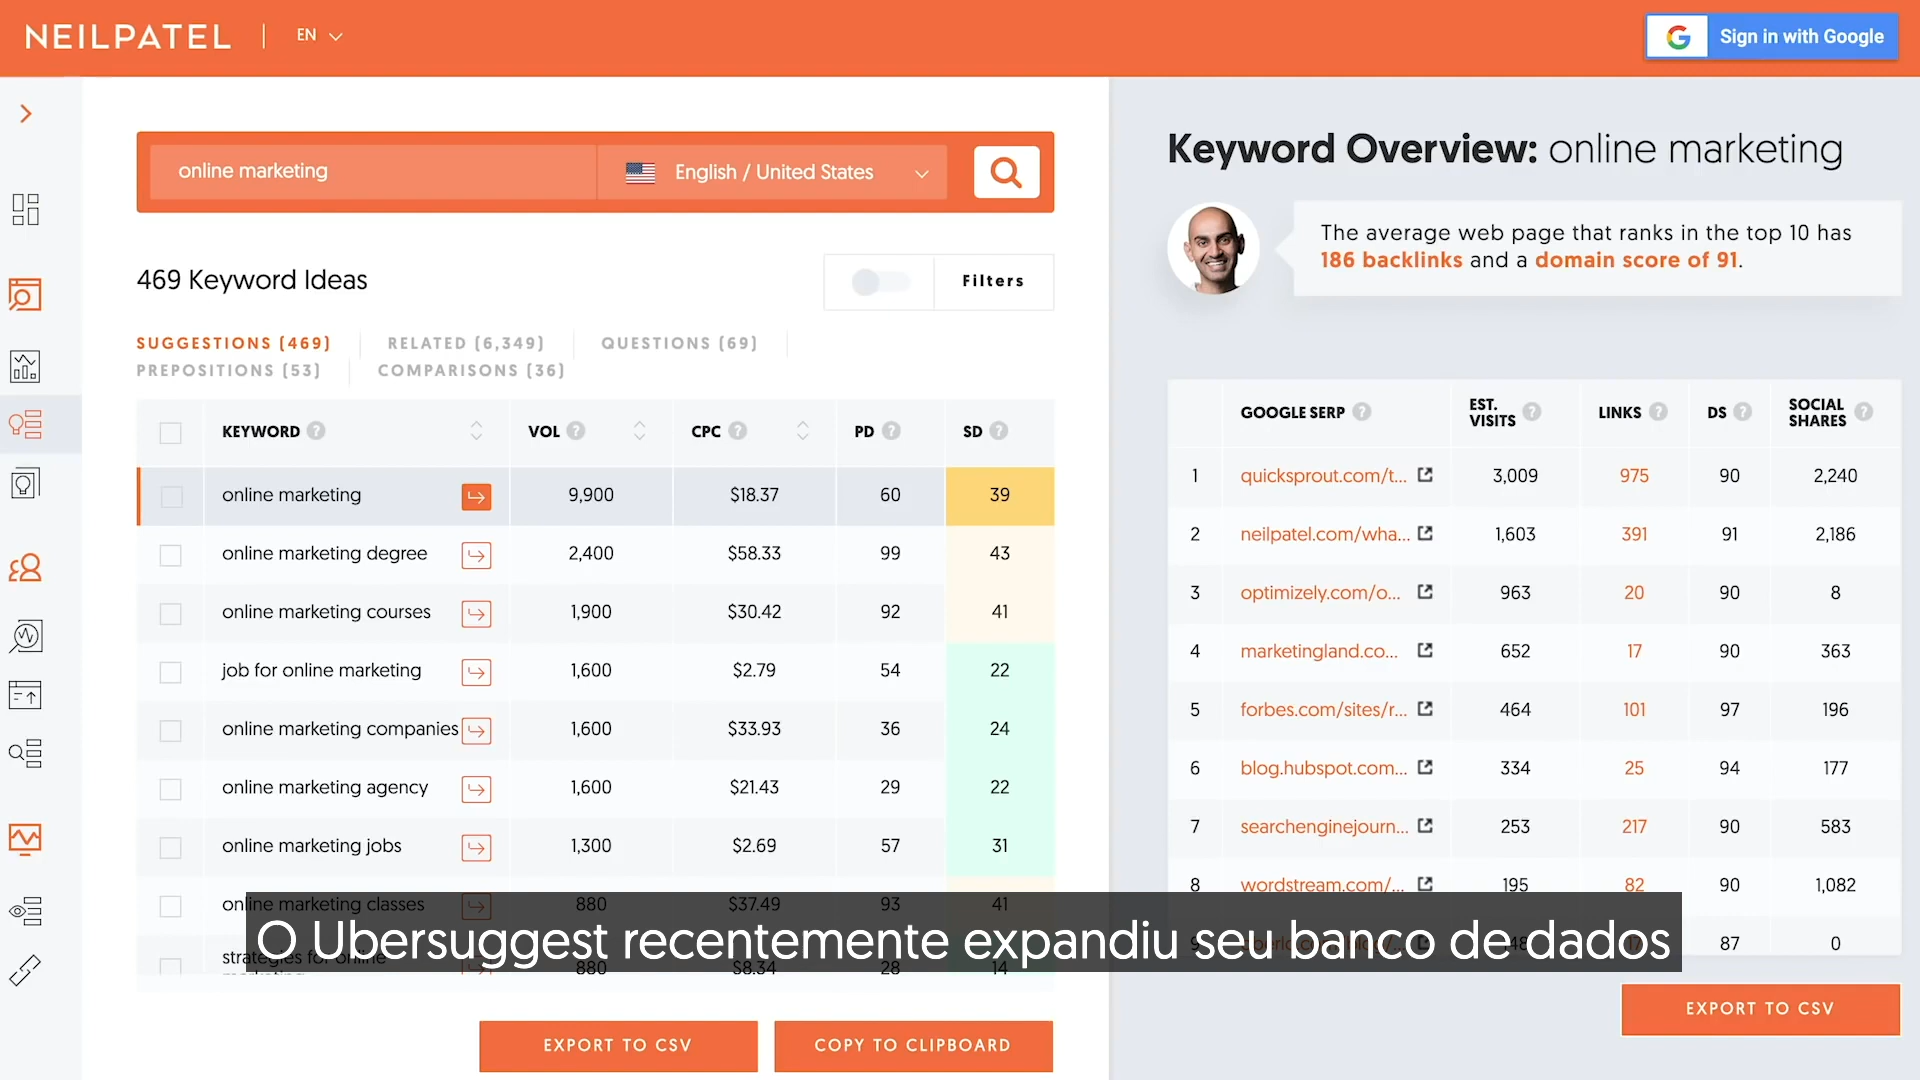 NEILPATEL
EN
Sign in with Google
online marketing
English / United States
469 Keyword Ideas
Filters
SUGGESTIONS (469)
RELATED (6,349)
QUESTIONS (69)
PREPOSITIONS (53)
COMPARISONS (36)
KEYWORD ? VOL ? CPC ? PD ? SD ?
online marketing 9,900 $18.37 60 39
online marketing degree 2,400 $58.33 99 43
online marketing courses 1,900 $30.42 92 41
job for online marketing 1,600 $2.79 54 22
online marketing companies 1,600 $33.93 36 24
online marketing agency 1,600 $21.43 29 22
online marketing jobs 1,300 $2.69 57 31
online marketing classes 880 $37.49 93 41
strategies for online 880 $8.34 28 14
EXPORT TO CSV
COPY TO CLIPBOARD
Keyword Overview: online marketing
The average web page that ranks in the top 10 has
186 backlinks and a domain score of 91.
GOOGLE SERP ? EST. VISITS ? LINKS ? DS ? SOCIAL SHARES ?
1 quicksprout.com/t... 3,009 975 90 2,240
2 neilpatel.com/wha... 1,603 391 91 2,186
3 optimizely.com/o... 963 20 90 8
4 marketingland.co... 652 17 90 363
5 forbes.com/sites/r... 464 101 97 196
6 blog.hubspot.com... 334 25 94 177
7 searchenginejourn... 253 217 90 583
8 wordstream.com/... 195 82 90 1,082
9 87 0
EXPORT TO CSV
O Ubersuggest recentemente expandiu seu banco de dados